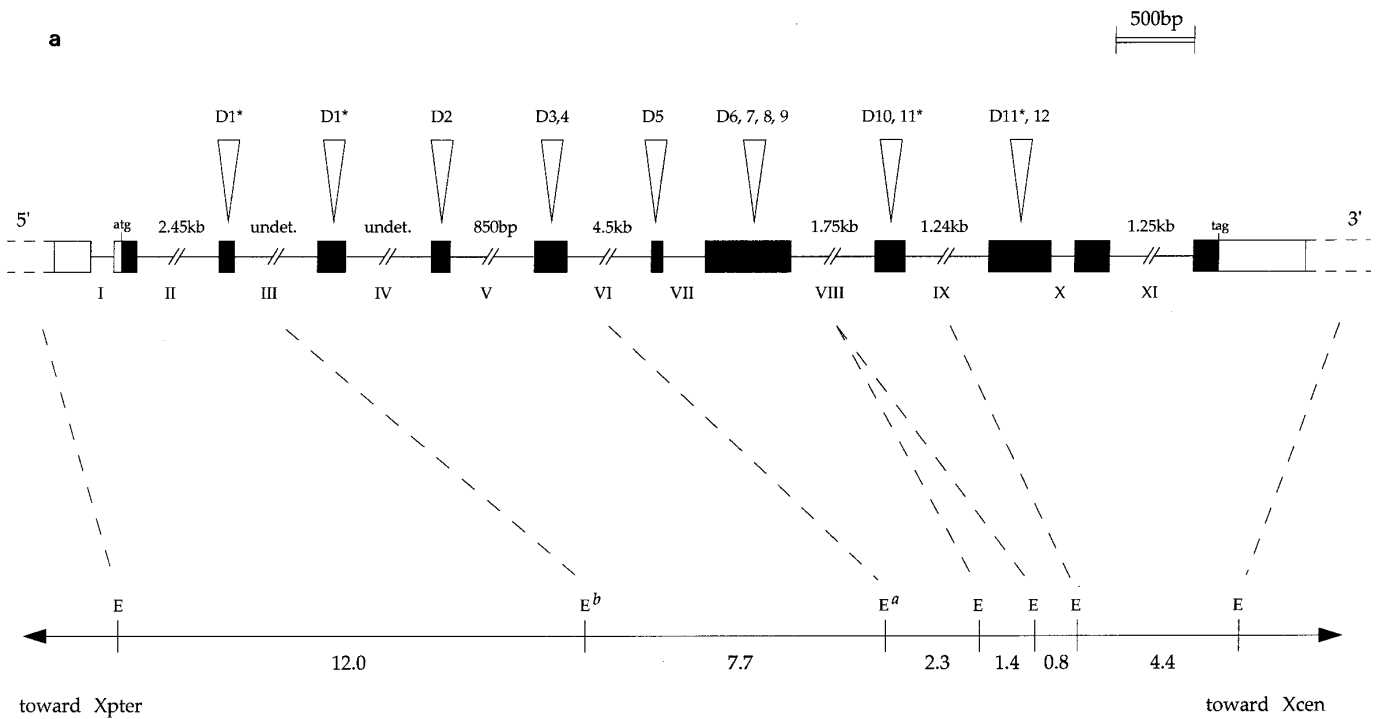 500bp
a
D1* D1* D2 D3,4 D5 D6, 7, 8, 9 D10, 11* D11*, 12
5' atg 2.45kb undet. undet. 850bp 4.5kb 1.75kb 1.24kb 1.25kb tag 3'
I II III IV V VI VII VIII IX X XI
E E^b E^a E E E E
12.0 7.7 2.3 1.4 0.8 4.4
toward Xpter toward Xcen